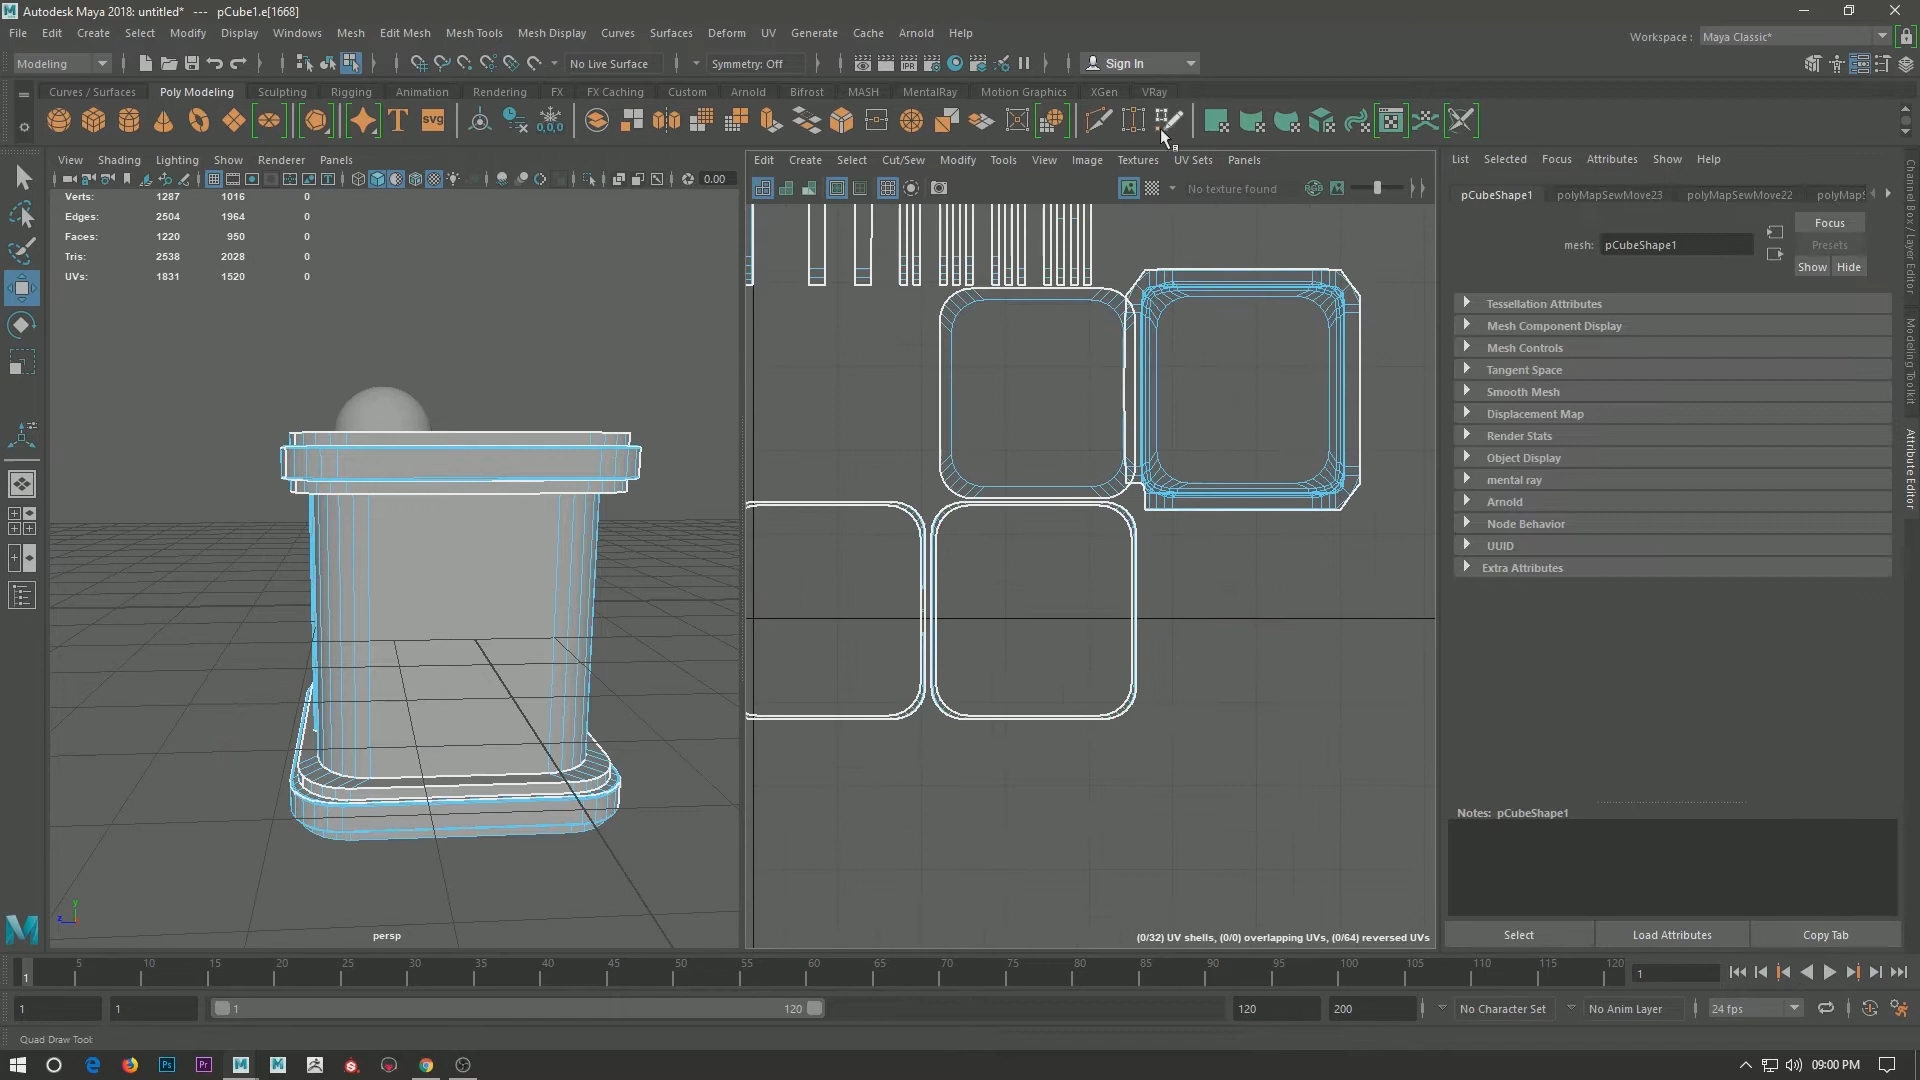 Autodesk Maya 2018: untitled*   ---   pCube1.e[1668]
File Edit Create Select Modify Display Windows Mesh Edit Mesh Mesh Tools Mesh Display Curves Surfaces Deform UV Generate Cache Arnold Help
Workspace : Maya Classic*
Modeling No Live Surface Symmetry: Off Sign In
Curves / Surfaces Poly Modeling Sculpting Rigging Animation Rendering FX FX Caching Custom Arnold Bifrost MASH MentalRay Motion Graphics XGen VRay
View Shading Lighting Show Renderer Panels
0.00
Verts: 1287 1016 0
Edges: 2504 1964 0
Faces: 1220 950 0
Tris: 2538 2028 0
UVs: 1831 1520 0
persp
Edit Create Select Cut/Sew Modify Tools View Image Textures UV Sets Panels
No texture found
(0/32) UV shells, (0/0) overlapping UVs, (0/64) reversed UVs
List Selected Focus Attributes Show Help
pCubeShape1 polyMapSewMove23 polyMapSewMove22 polyMap
mesh: pCubeShape1
Focus
Presets
Show Hide
Tessellation Attributes
Mesh Component Display
Mesh Controls
Tangent Space
Smooth Mesh
Displacement Map
Render Stats
Object Display
mental ray
Arnold
Node Behavior
UUID
Extra Attributes
Notes: pCubeShape1
Select Load Attributes Copy Tab
Channel Box / Layer Editor
Modeling Toolkit
Attribute Editor
1 5 10 15 20 25 30 35 40 45 50 55 60 65 70 75 80 85 90 95 100 105 110 115 120 1
1 1 1 120 120 200 No Character Set No Anim Layer 24 fps
Quad Draw Tool:
09:00 PM